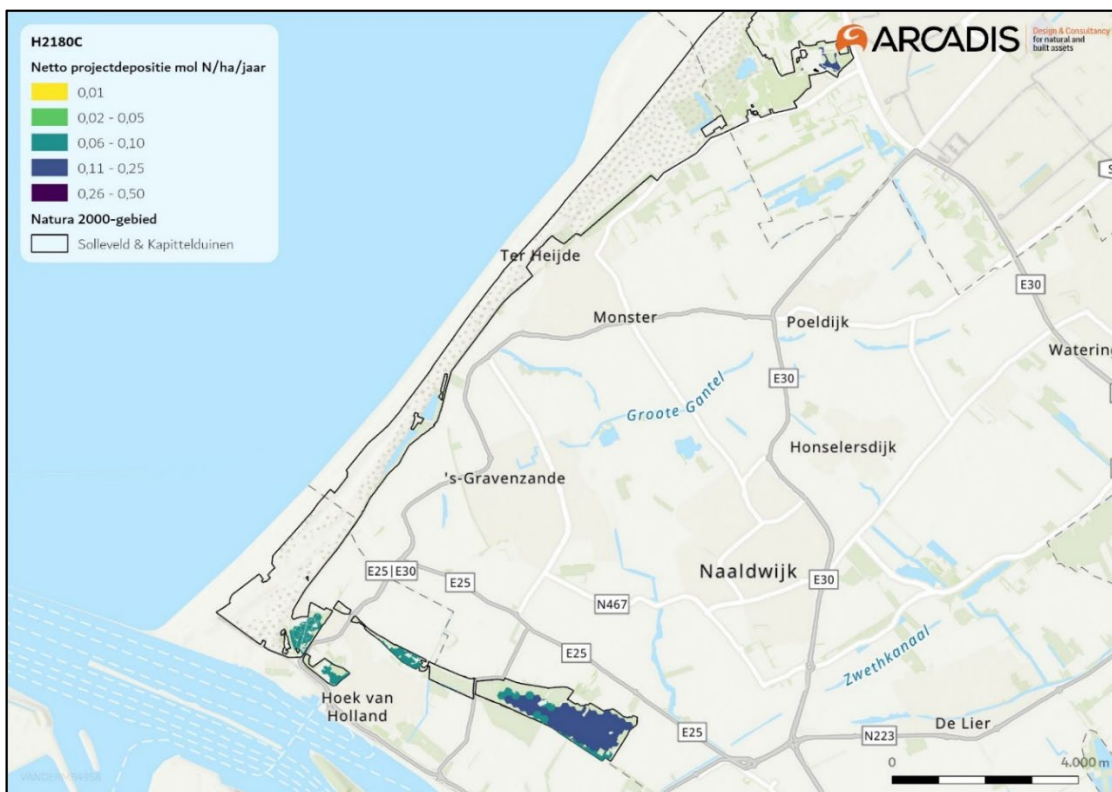 H2180C
Netto projectdepositie mol N/ha/jaar
0,01
0,02 - 0,05
0,06 - 0,10
0,11 - 0,25
0,26 - 0,50
Natura 2000-gebied
Solleveld & Kapittelduinen
ARCADIS
Design & Consultancy
for natural and
built assets
S
Ter Heijde
E30
Monster
Poeldijk
Watering
E30
Groote Gantel
Honselersdijk
's-Gravenzande
E25|E30
E25
Naaldwijk
E30
N467
E25
Zwethkanaal
Hoek van
Holland
De Lier
E25
N223
0
4.000 m